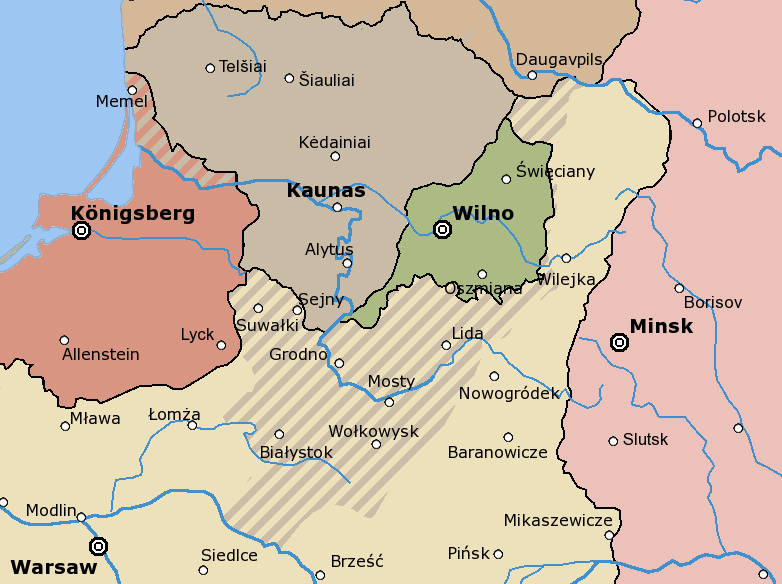 Daugavpils
Telšiai
Šiauliai
Memel
Polotsk
Kėdainiai
Święciany
Kaunas
Königsberg
Wilno
Alytus
Wilejka
Oszmiana
Sejny
Borisov
Suwałki
Minsk
Lyck
Lida
Allenstein
Grodno
Mosty
Nowogródek
Mława
Łomża
Wołkowysk
Slutsk
Białystok
Baranowicze
Modlin
Mikaszewicze
Siedlce
Brześć
Pińsk
Warsaw